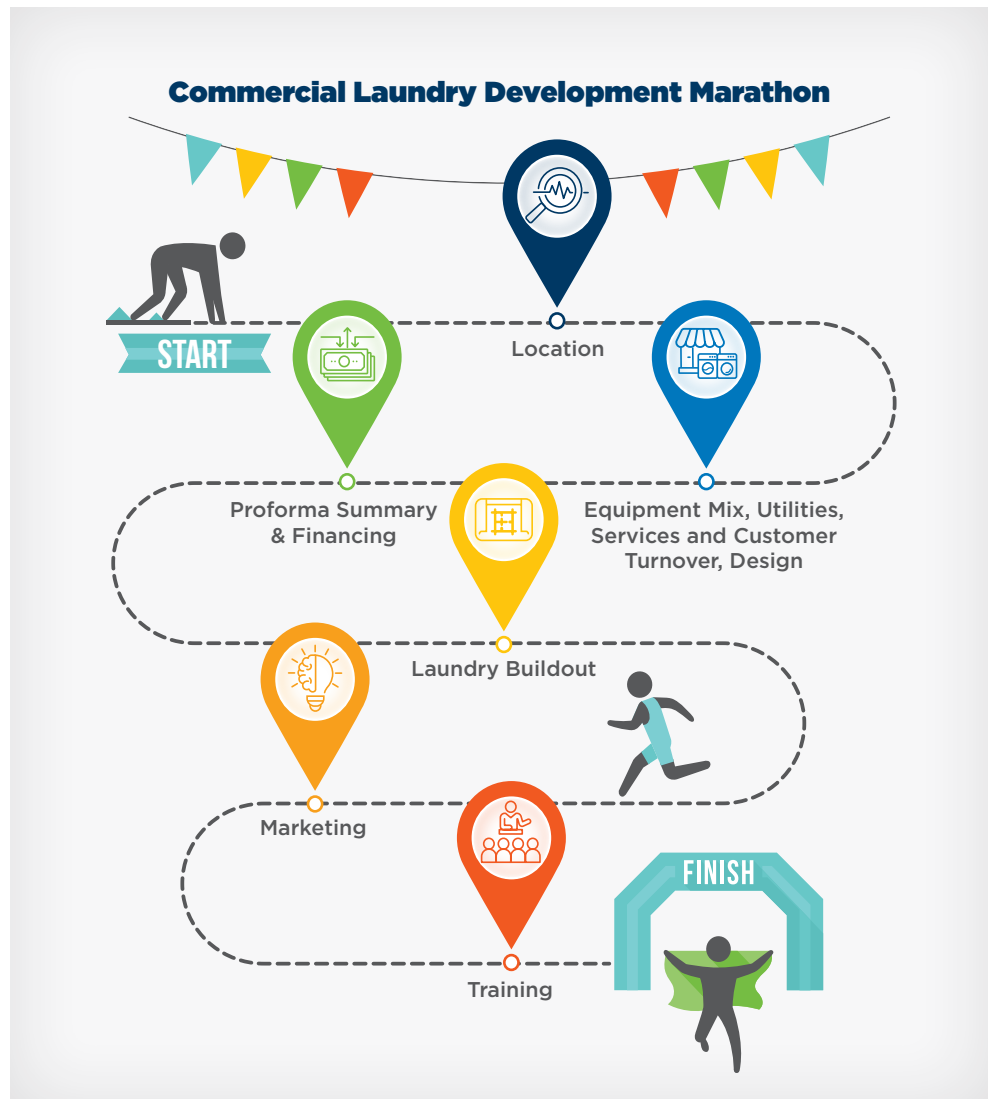 Commercial Laundry Development Marathon
START
Location
Proforma Summary
& Financing
Equipment Mix, Utilities,
Services and Customer
Turnover, Design
Laundry Buildout
Marketing
FINISH
Training